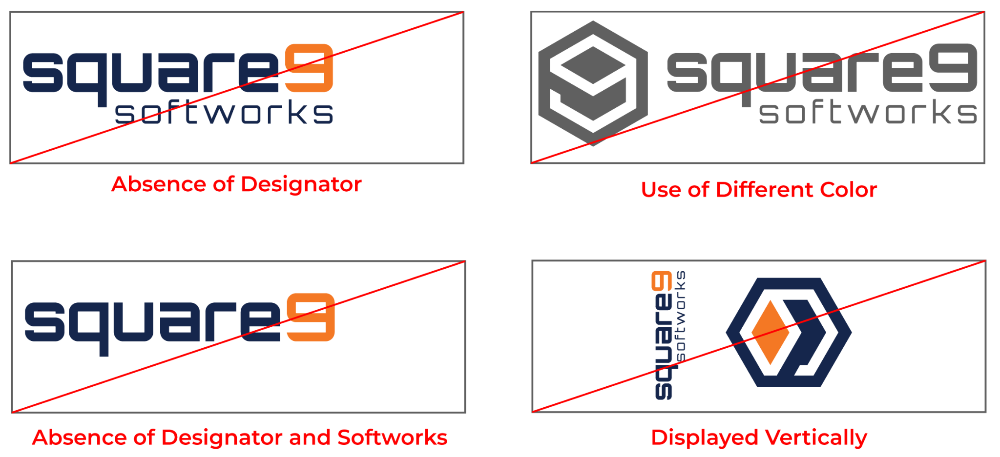 square9
softworks
Absence of Designator
square9
softworks
Use of Different Color
square9
Absence of Designator and Softworks
square9
softworks
Displayed Vertically